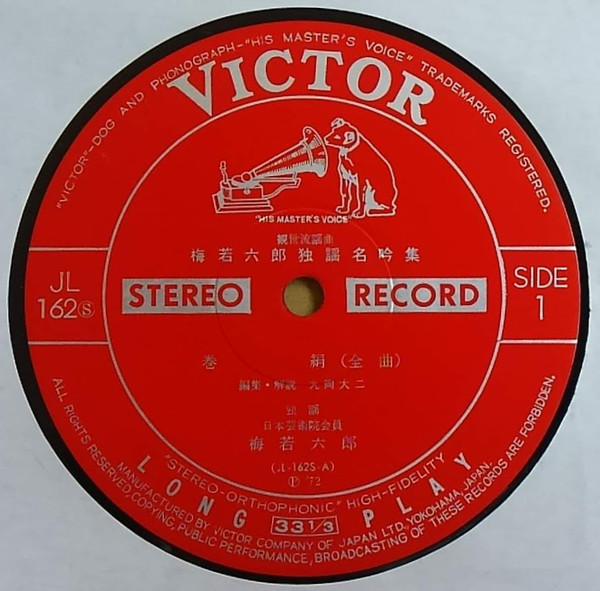 "VICTOR"–DOG AND PHONOGRAPH–"HIS MASTER'S VOICE" TRADEMARKS REGISTERED.
VICTOR
"HIS MASTER'S VOICE"
観世流謡曲
梅若六郎独謡名吟集
JL
162Ⓢ
STEREO RECORD
SIDE
1
巻 絹（全曲）
編集・解説 丸岡大二
独謡
日本芸術院会員
梅若六郎
(JL-162S-A)
Ⓟ '72
"STEREO-ORTHOPHONIC" HIGH-FIDELITY
LONG 33 1/3 PLAY
MANUFACTURED BY VICTOR COMPANY OF JAPAN LTD., YOKOHAMA, JAPAN.
ALL RIGHTS RESERVED, COPYING, PUBLIC PERFORMANCE, BROADCASTING OF THESE RECORDS ARE FORBIDDEN.